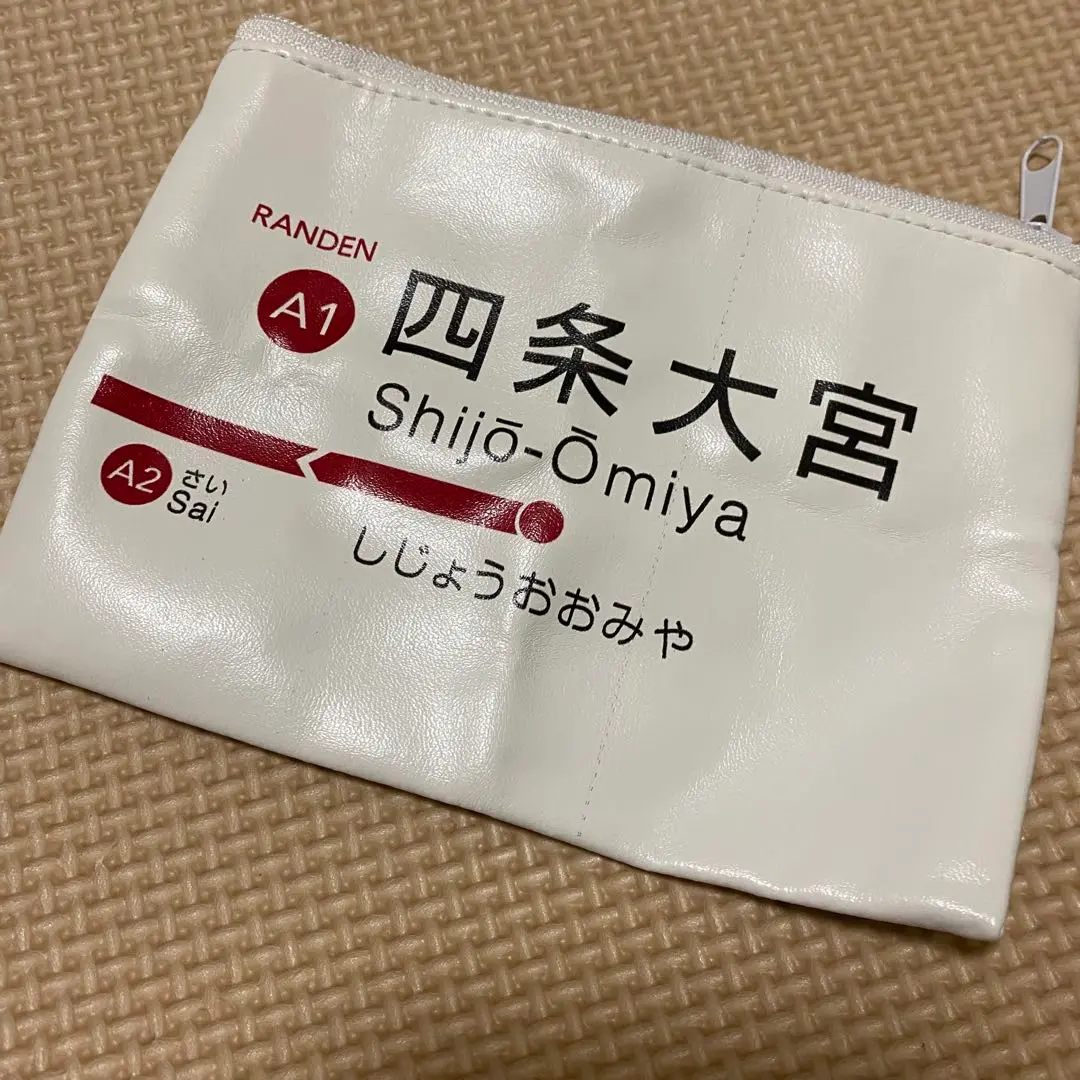 RANDEN
A1 四条大宮
Shijō-Ōmiya
A2 さい
Sai
しじょうおおみや